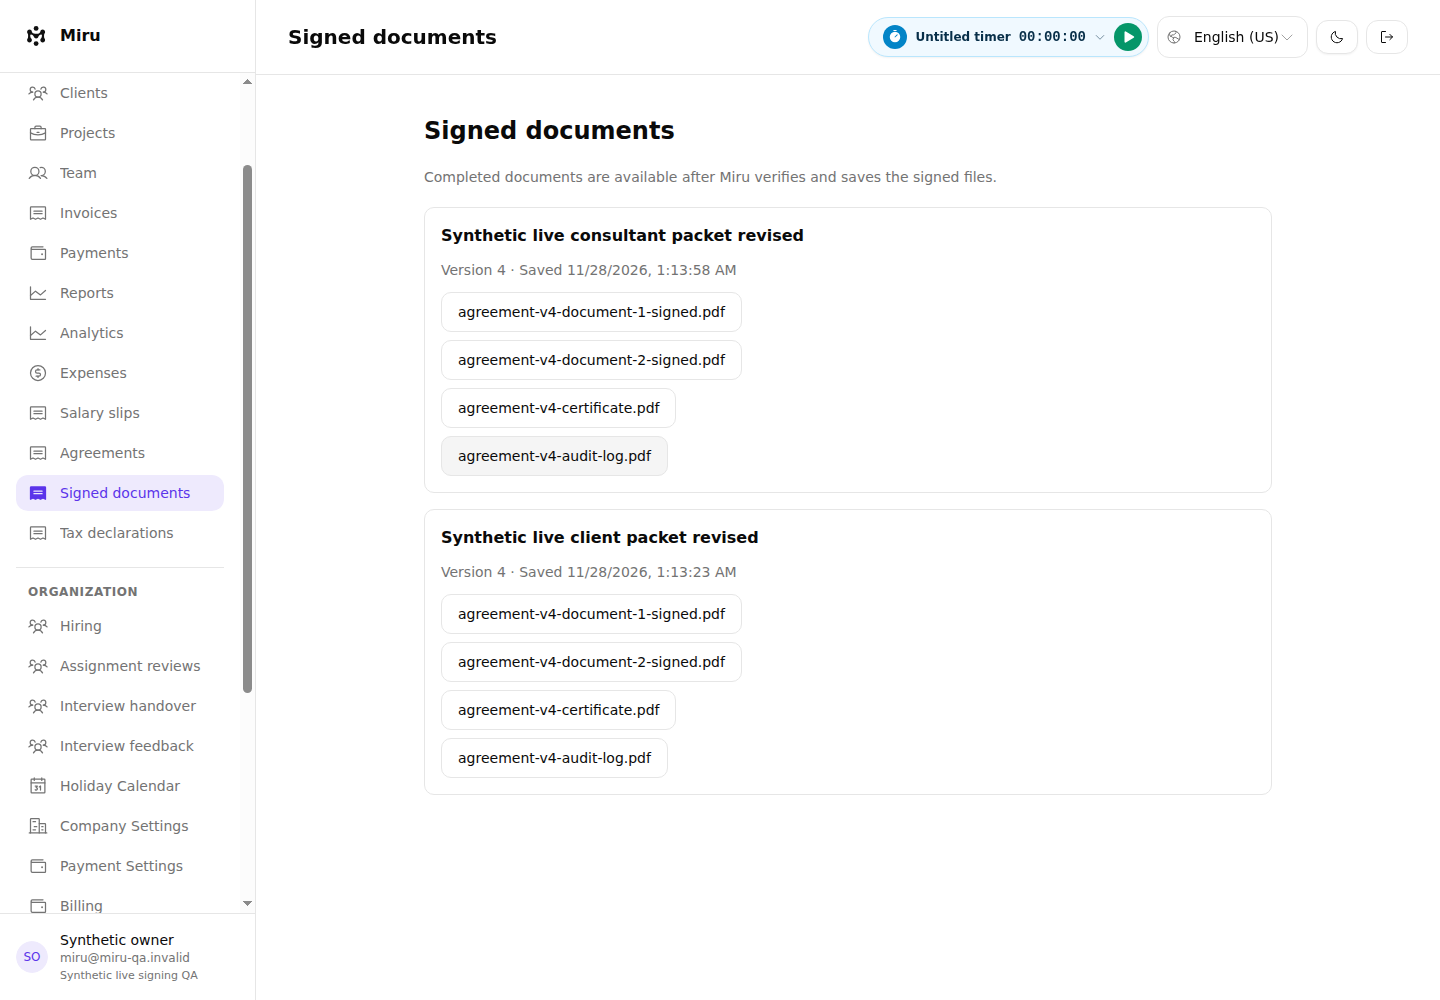 Miru
Clients
Projects
Team
Invoices
Payments
Reports
Analytics
Expenses
Salary slips
Agreements
Signed documents
Tax declarations
ORGANIZATION
Hiring
Assignment reviews
Interview handover
Interview feedback
Holiday Calendar
Company Settings
Payment Settings
Billing
SO
Synthetic owner
miru@miru-qa.invalid
Synthetic live signing QA
Signed documents
Untitled timer 00:00:00
English (US)
Signed documents
Completed documents are available after Miru verifies and saves the signed files.
Synthetic live consultant packet revised
Version 4 · Saved 11/28/2026, 1:13:58 AM
agreement-v4-document-1-signed.pdf
agreement-v4-document-2-signed.pdf
agreement-v4-certificate.pdf
agreement-v4-audit-log.pdf
Synthetic live client packet revised
Version 4 · Saved 11/28/2026, 1:13:23 AM
agreement-v4-document-1-signed.pdf
agreement-v4-document-2-signed.pdf
agreement-v4-certificate.pdf
agreement-v4-audit-log.pdf